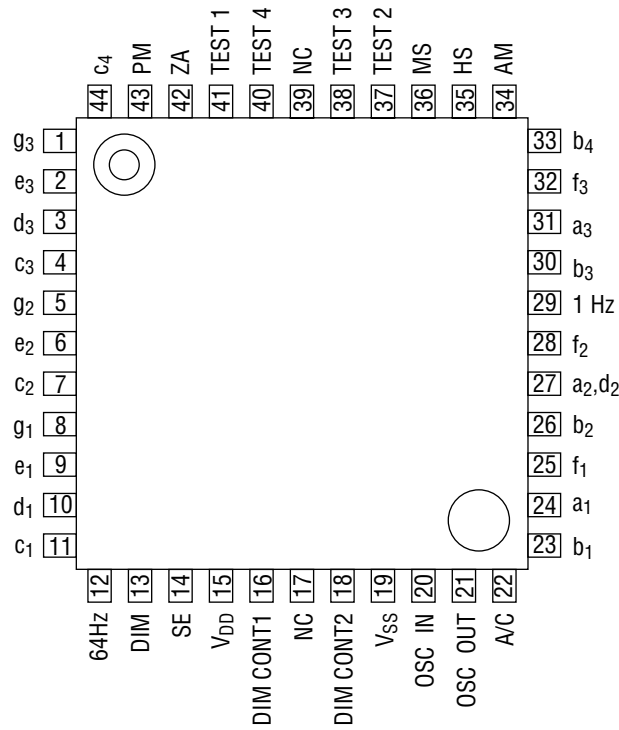 c4 PM ZA TEST 1 TEST 4 NC TEST 3 TEST 2 MS HS AM
44 43 42 41 40 39 38 37 36 35 34
g3 1 33 b4
e3 2 32 f3
d3 3 31 a3
c3 4 30 b3
g2 5 29 1 Hz
e2 6 28 f2
c2 7 27 a2,d2
g1 8 26 b2
e1 9 25 f1
d1 10 24 a1
c1 11 23 b1
12 13 14 15 16 17 18 19 20 21 22
64Hz DIM SE VDD DIM CONT1 NC DIM CONT2 VSS OSC IN OSC OUT A/C